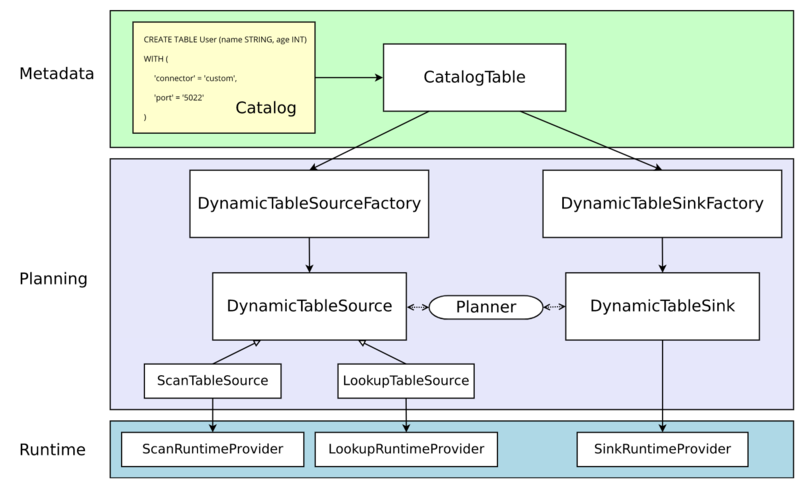 Metadata
CREATE TABLE User (name STRING, age INT)
WITH (
'connector' = 'custom',
'port' = '5022'
)
Catalog
CatalogTable
Planning
DynamicTableSourceFactory
DynamicTableSinkFactory
DynamicTableSource
Planner
DynamicTableSink
ScanTableSource
LookupTableSource
Runtime
ScanRuntimeProvider
LookupRuntimeProvider
SinkRuntimeProvider